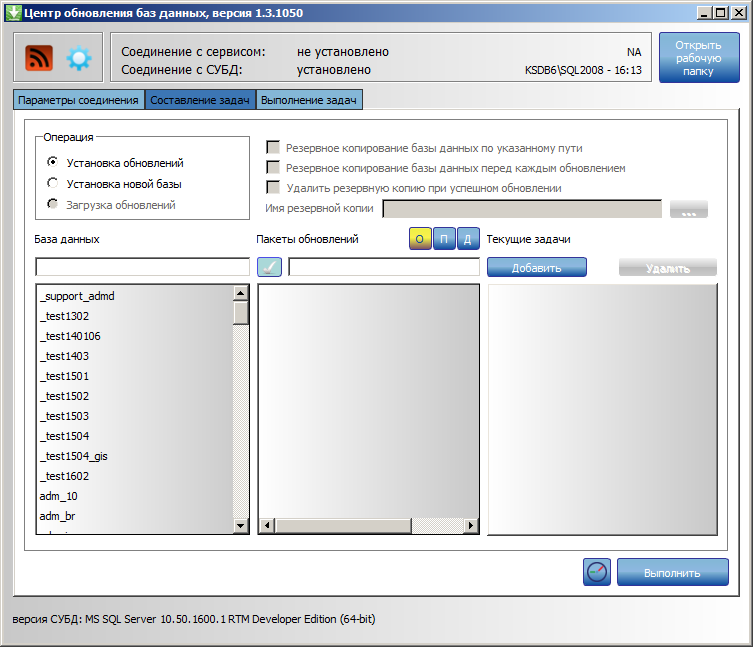 Центр обновления баз данных, версия 1.3.1050
Соединение с сервисом: не установлено NA
Соединение с СУБД: установлено KSDB6\SQL2008 - 16:13
Открыть
рабочую
папку
Параметры соединения Составление задач Выполнение задач
Операция
Установка обновлений
Установка новой базы
Загрузка обновлений
Резервное копирование базы данных по указанному пути
Резервное копирование базы данных перед каждым обновлением
Удалить резервную копию при успешном обновлении
Имя резервной копии ...
База данных Пакеты обновлений О П Д Текущие задачи
Добавить Удалить
_support_admd
_test1302
_test140106
_test1403
_test1501
_test1502
_test1503
_test1504
_test1504_gis
_test1602
adm_10
adm_br
Выполнить
версия СУБД: MS SQL Server 10.50.1600.1 RTM Developer Edition (64-bit)